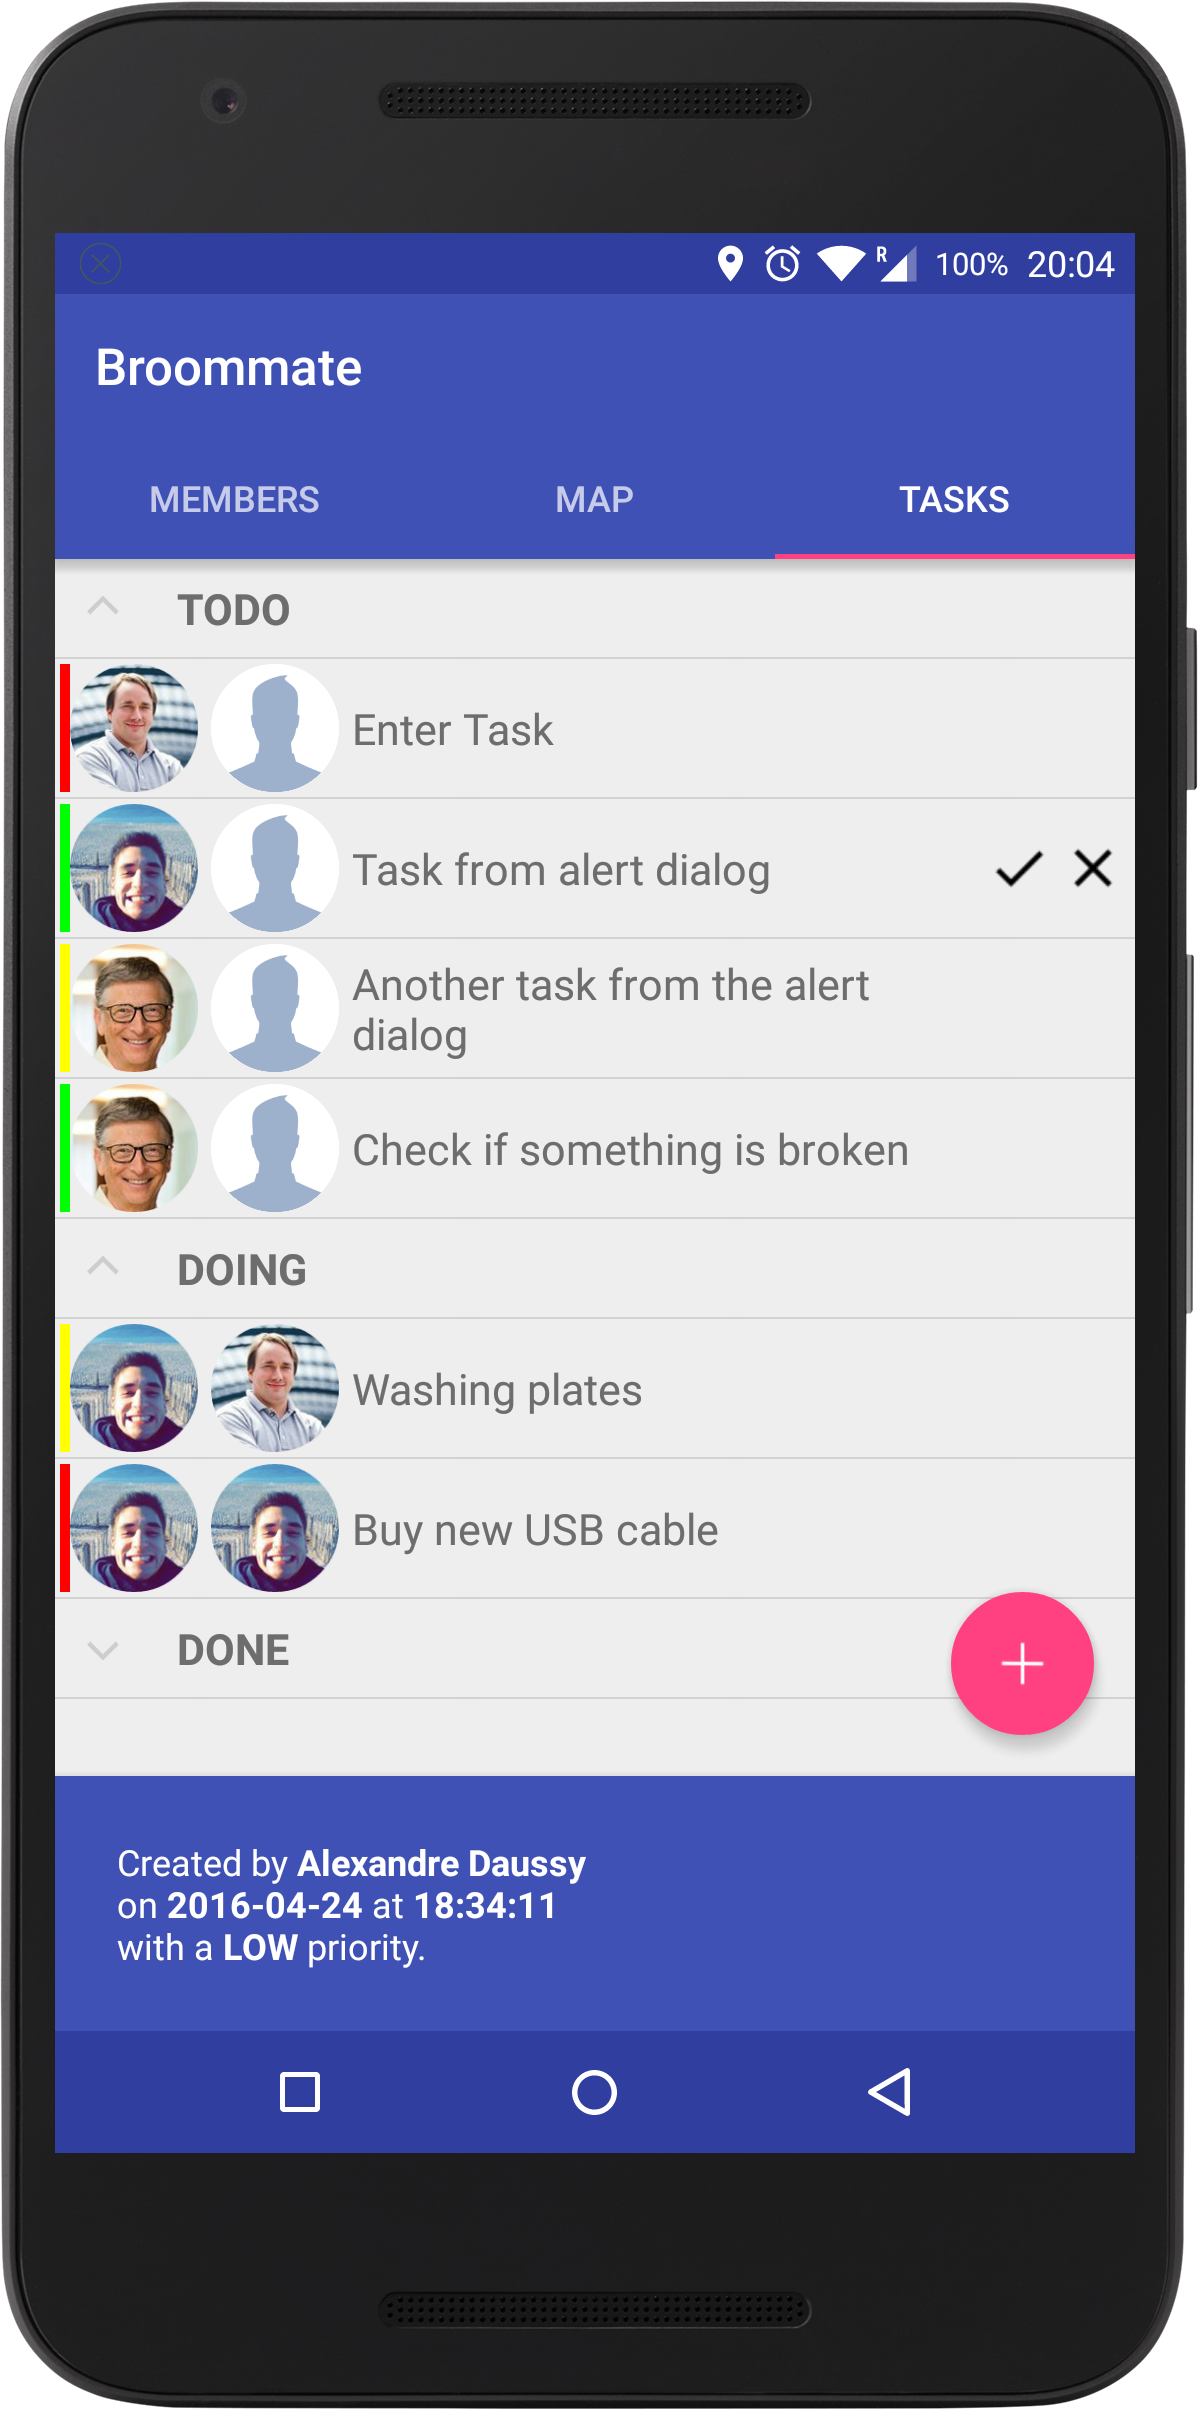 R
100% 20:04
Broommate
MEMBERS MAP TASKS
TODO
Enter Task
Task from alert dialog
Another task from the alert
dialog
Check if something is broken
DOING
Washing plates
Buy new USB cable
DONE
Created by Alexandre Daussy
on 2016-04-24 at 18:34:11
with a LOW priority.